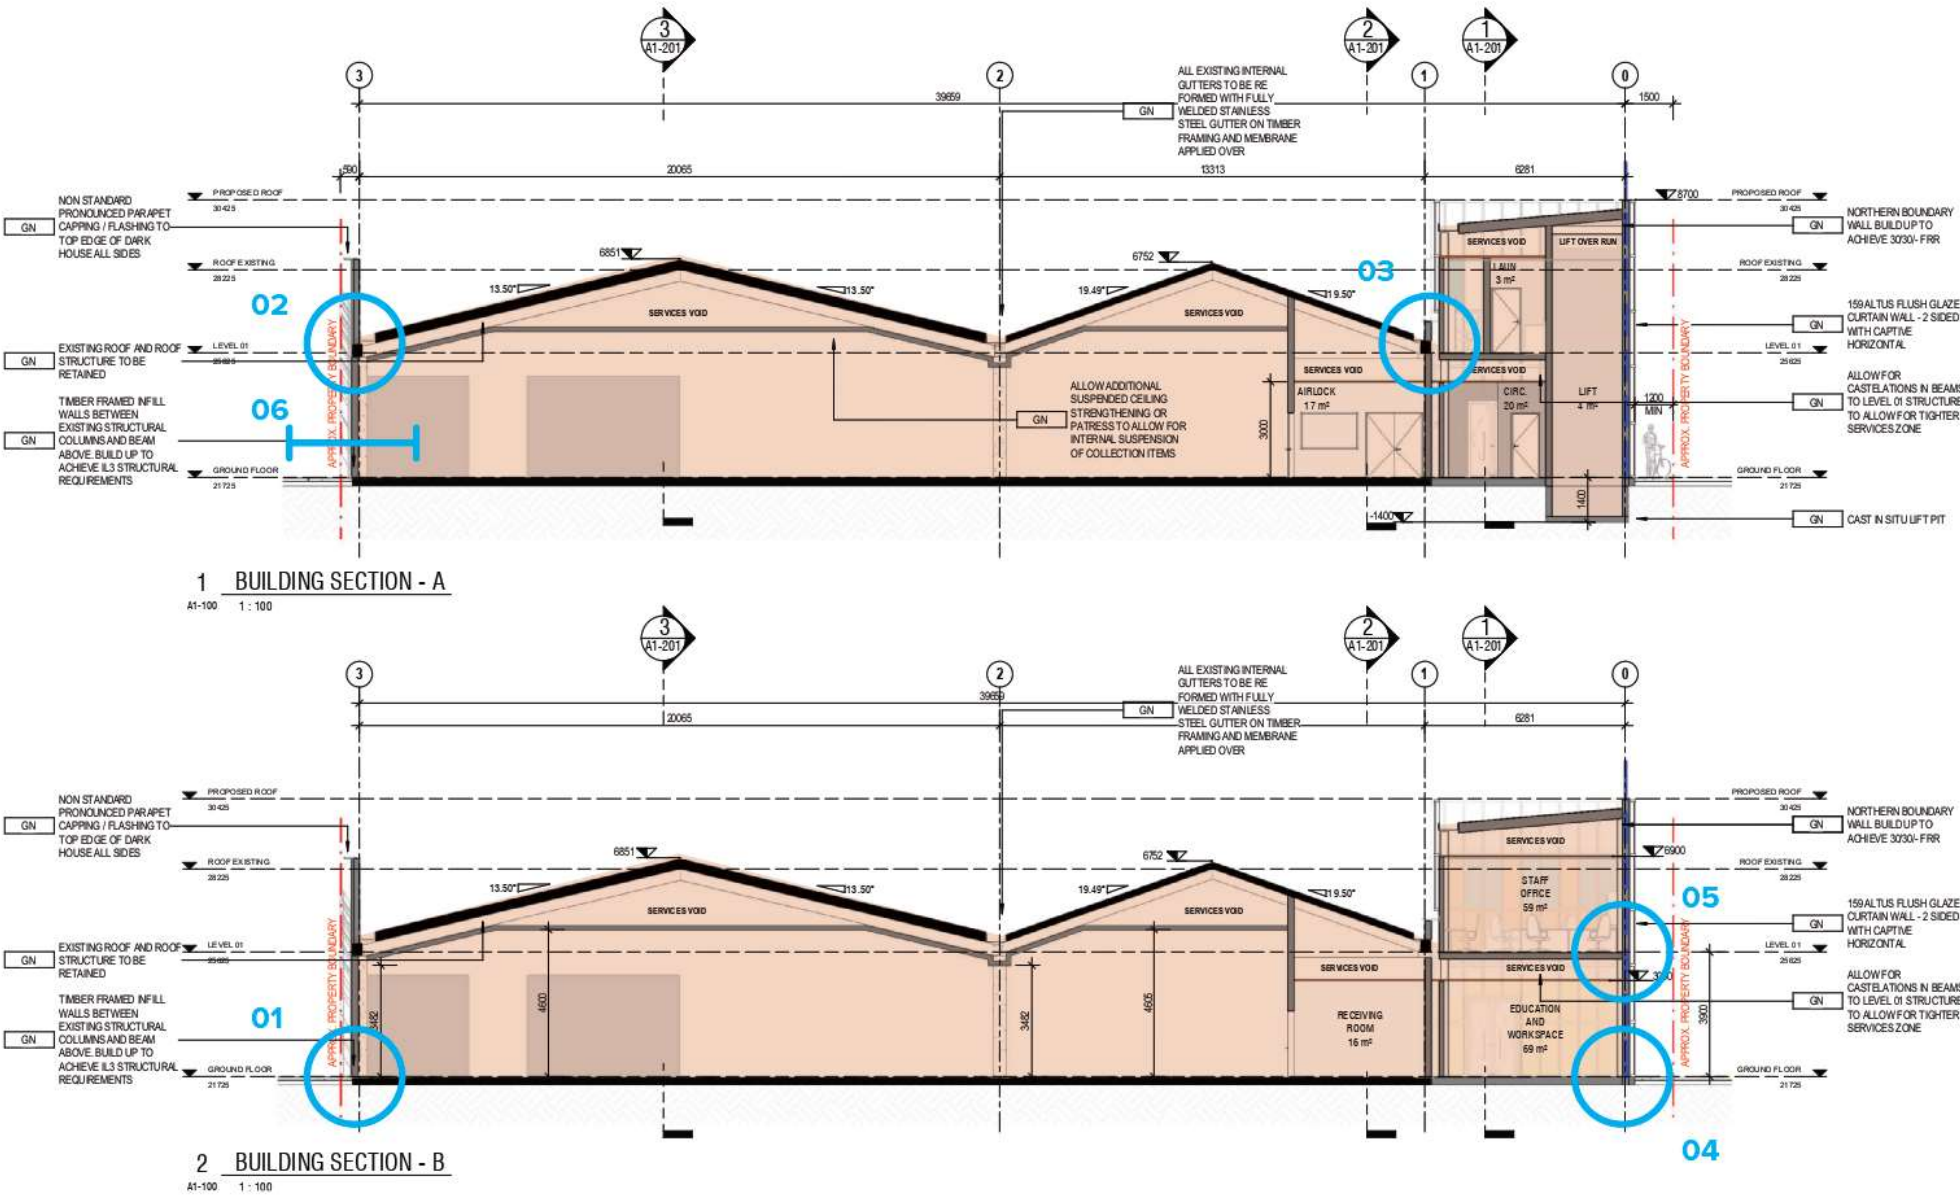 3
A1-201
2
A1-201
1
A1-201
3
2
1
0
39659
1500
GN
ALL EXISTING INTERNAL
GUTTERS TO BE RE
FORMED WITH FULLY
WELDED STAINLESS
STEEL GUTTER ON TIMBER
FRAMING AND MEMBRANE
APPLIED OVER
590
20065
13313
6281
GN
NON STANDARD
PRONOUNCED PARAPET
CAPPING / FLASHING TO
TOP EDGE OF DARK
HOUSE ALL SIDES
PROPOSED ROOF
30425
ROOF EXISTING
28225
02
GN
EXISTING ROOF AND ROOF
STRUCTURE TO BE
RETAINED
LEVEL 01
25625
06
GN
TIMBER FRAMED INFILL
WALLS BETWEEN
EXISTING STRUCTURAL
COLUMNS AND BEAM
ABOVE. BUILD UP TO
ACHIEVE IL3 STRUCTURAL
REQUIREMENTS
GROUND FLOOR
21725
APPROX. PROPERTY BOUNDARY
6851
13.50°
13.50°
SERVICES VOID
6752
19.49°
19.50°
SERVICES VOID
03
GN
ALLOW ADDITIONAL
SUSPENDED CEILING
STRENGTHENING OR
PATRESS TO ALLOW FOR
INTERNAL SUSPENSION
OF COLLECTION ITEMS
SERVICES VOID
AIRLOCK
17 m²
3000
SERVICES VOID
LIFT OVER RUN
LAUN
3 m²
SERVICES VOID
CIRC.
20 m²
LIFT
4 m²
1200
MIN
1400
-1400
8700
APPROX. PROPERTY BOUNDARY
PROPOSED ROOF
30425
GN
NORTHERN BOUNDARY
WALL BUILD UP TO
ACHIEVE 30/30/- FRR
ROOF EXISTING
28225
GN
159 ALTUS FLUSH GLAZE
CURTAIN WALL - 2 SIDED
WITH CAPTIVE
HORIZONTAL
LEVEL 01
25625
GN
ALLOW FOR
CASTELATIONS IN BEAMS
TO LEVEL 01 STRUCTURE
TO ALLOW FOR TIGHTER
SERVICES ZONE
GROUND FLOOR
21725
GN
CAST IN SITU LIFT PIT
1 BUILDING SECTION - A
A1-100 1 : 100
3
A1-201
2
A1-201
1
A1-201
3
2
1
0
39659
GN
ALL EXISTING INTERNAL
GUTTERS TO BE RE
FORMED WITH FULLY
WELDED STAINLESS
STEEL GUTTER ON TIMBER
FRAMING AND MEMBRANE
APPLIED OVER
20065
6281
GN
NON STANDARD
PRONOUNCED PARAPET
CAPPING / FLASHING TO
TOP EDGE OF DARK
HOUSE ALL SIDES
PROPOSED ROOF
30425
ROOF EXISTING
28225
GN
EXISTING ROOF AND ROOF
STRUCTURE TO BE
RETAINED
LEVEL 01
25625
01
GN
TIMBER FRAMED INFILL
WALLS BETWEEN
EXISTING STRUCTURAL
COLUMNS AND BEAM
ABOVE. BUILD UP TO
ACHIEVE IL3 STRUCTURAL
REQUIREMENTS
GROUND FLOOR
21725
APPROX. PROPERTY BOUNDARY
6851
13.50°
13.50°
SERVICES VOID
3482
4600
6752
19.49°
19.50°
SERVICES VOID
3482
4605
SERVICES VOID
RECEIVING
ROOM
16 m²
SERVICES VOID
6900
STAFF
OFFICE
59 m²
SERVICES VOID
EDUCATION
AND
WORKSPACE
69 m²
3900
APPROX. PROPERTY BOUNDARY
05
04
PROPOSED ROOF
30425
GN
NORTHERN BOUNDARY
WALL BUILD UP TO
ACHIEVE 30/30/- FRR
ROOF EXISTING
28225
GN
159 ALTUS FLUSH GLAZE
CURTAIN WALL - 2 SIDED
WITH CAPTIVE
HORIZONTAL
LEVEL 01
25625
GN
ALLOW FOR
CASTELATIONS IN BEAMS
TO LEVEL 01 STRUCTURE
TO ALLOW FOR TIGHTER
SERVICES ZONE
GROUND FLOOR
21725
2 BUILDING SECTION - B
A1-100 1 : 100